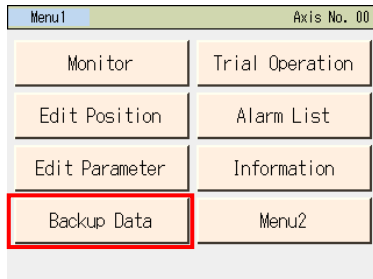 Menu1 Axis No. 00
Monitor Trial Operation
Edit Position Alarm List
Edit Parameter Information
Backup Data Menu2